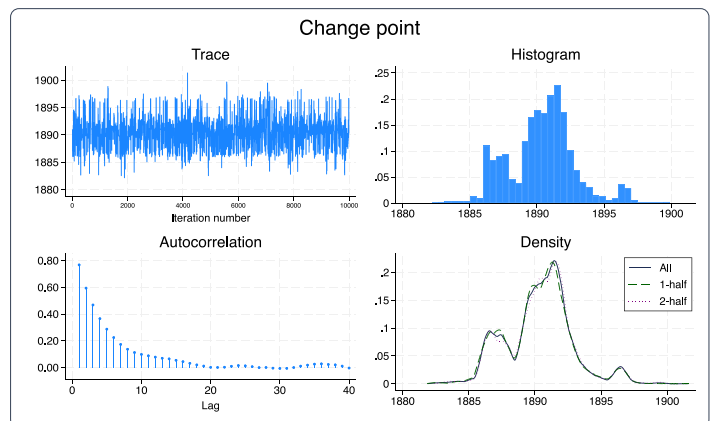 Change point
Trace
1900
1895
1890
1885
1880
0 2000 4000 6000 8000 10000
Iteration number
Histogram
.25
.2
.15
.1
.05
0
1880 1885 1890 1895 1900
Autocorrelation
0.80
0.60
0.40
0.20
0.00
0 10 20 30 40
Lag
Density
.2
.15
.1
.05
0
1880 1885 1890 1895 1900
All
1-half
2-half